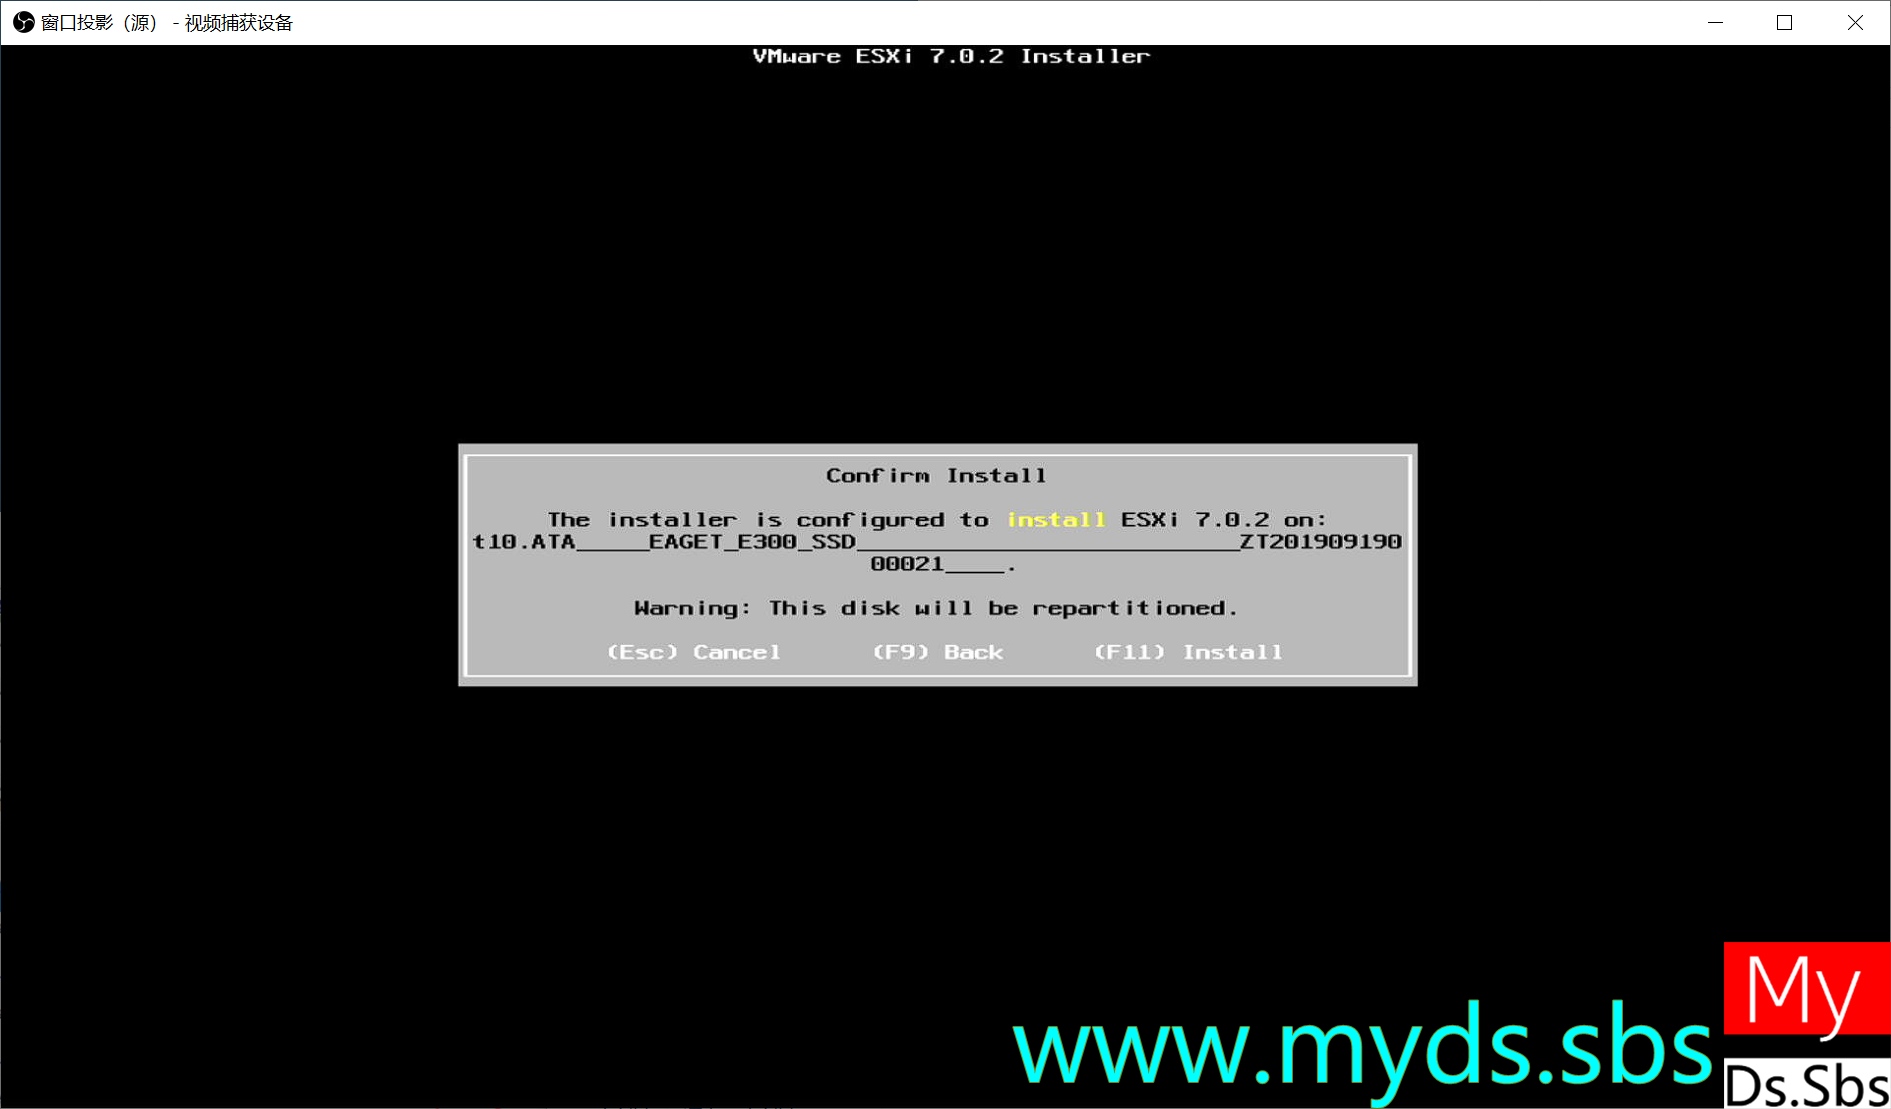 窗口投影（源） - 视频捕获设备
VMware ESXi 7.0.2 Installer
Confirm Install
The installer is configured to install ESXi 7.0.2 on:
t10.ATA_____EAGET_E300_SSD__________________________ZT201909190
00021____.
Warning: This disk will be repartitioned.
(Esc) Cancel (F9) Back (F11) Install
www.myds.sbs
My
Ds.Sbs